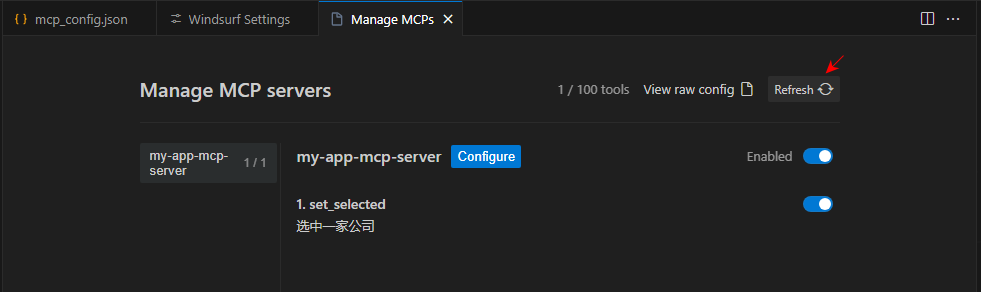 { } mcp_config.json
Windsurf Settings
Manage MCPs
Manage MCP servers
1 / 100 tools
View raw config
Refresh
my-app-mcp-
server
1 / 1
my-app-mcp-server
Configure
Enabled
1. set_selected
选中一家公司